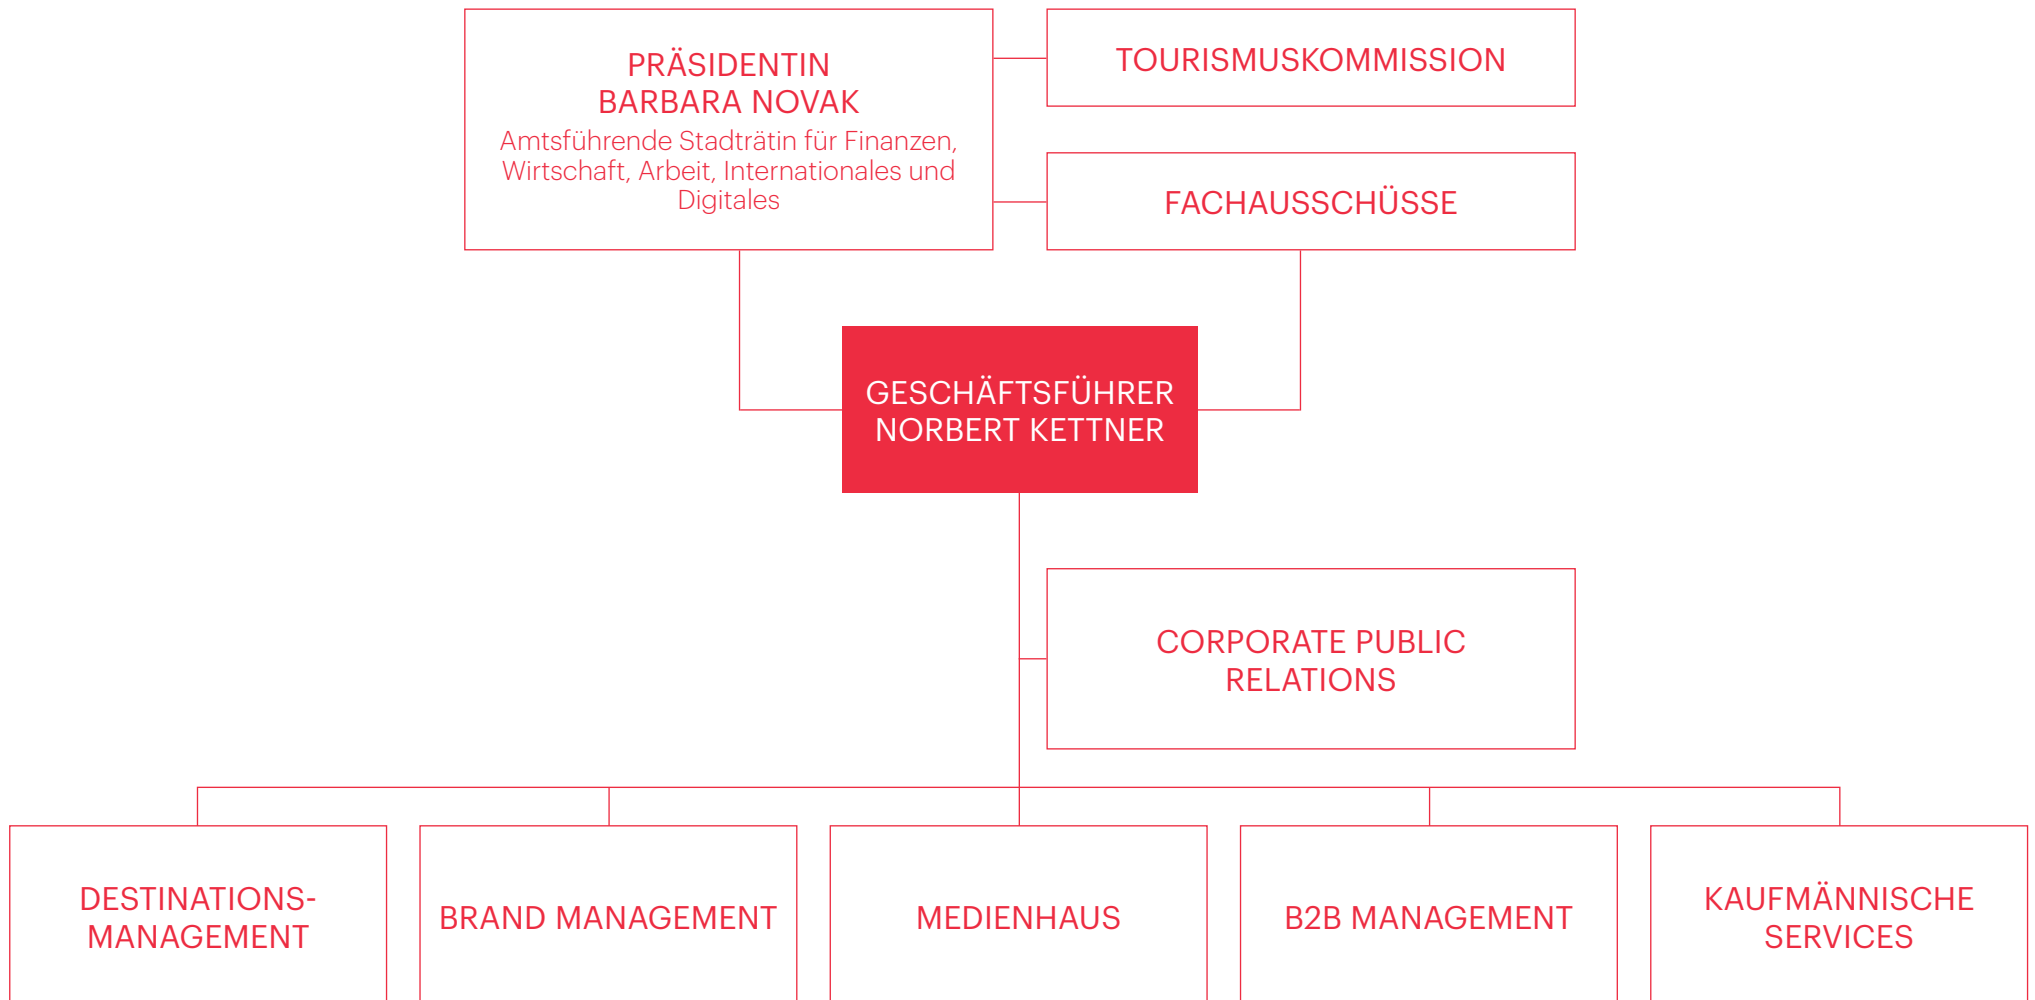 PRÄSIDENTIN
BARBARA NOVAK
Amtsführende Stadträtin für Finanzen,
Wirtschaft, Arbeit, Internationales und
Digitales
TOURISMUSKOMMISSION
FACHAUSSCHÜSSE
GESCHÄFTSFÜHRER
NORBERT KETTNER
CORPORATE PUBLIC
RELATIONS
DESTINATIONS-
MANAGEMENT
BRAND MANAGEMENT
MEDIENHAUS
B2B MANAGEMENT
KAUFMÄNNISCHE
SERVICES